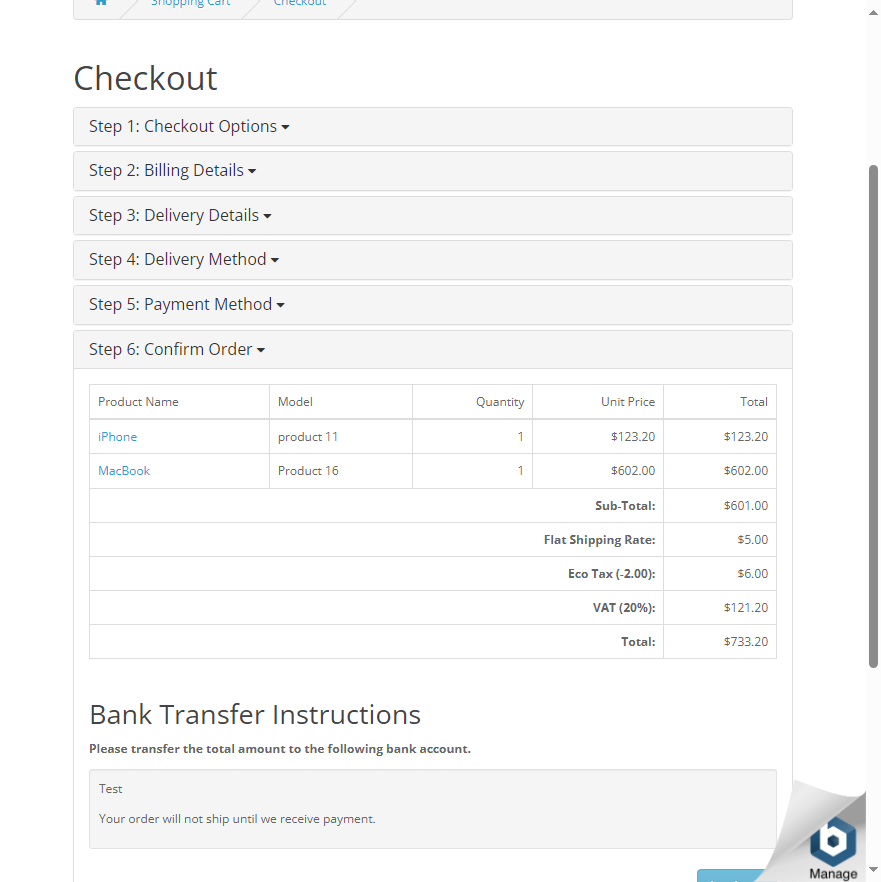 Shopping Cart Checkout
Checkout
Step 1: Checkout Options
Step 2: Billing Details
Step 3: Delivery Details
Step 4: Delivery Method
Step 5: Payment Method
Step 6: Confirm Order
Product Name Model Quantity Unit Price Total
iPhone product 11 1 $123.20 $123.20
MacBook Product 16 1 $602.00 $602.00
Sub-Total: $601.00
Flat Shipping Rate: $5.00
Eco Tax (-2.00): $6.00
VAT (20%): $121.20
Total: $733.20
Bank Transfer Instructions
Please transfer the total amount to the following bank account.
Test
Your order will not ship until we receive payment.
Manage